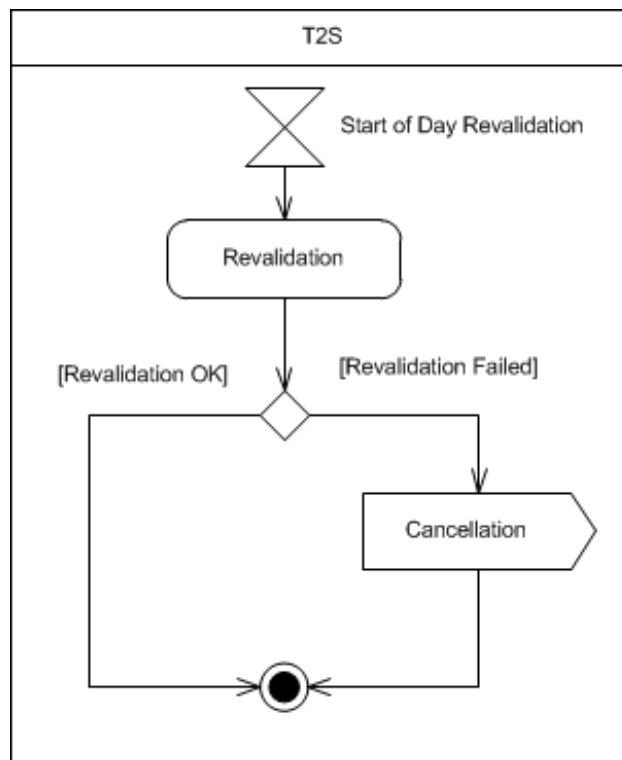 T2S
Start of Day Revalidation
Revalidation
[Revalidation OK]
[Revalidation Failed]
Cancellation